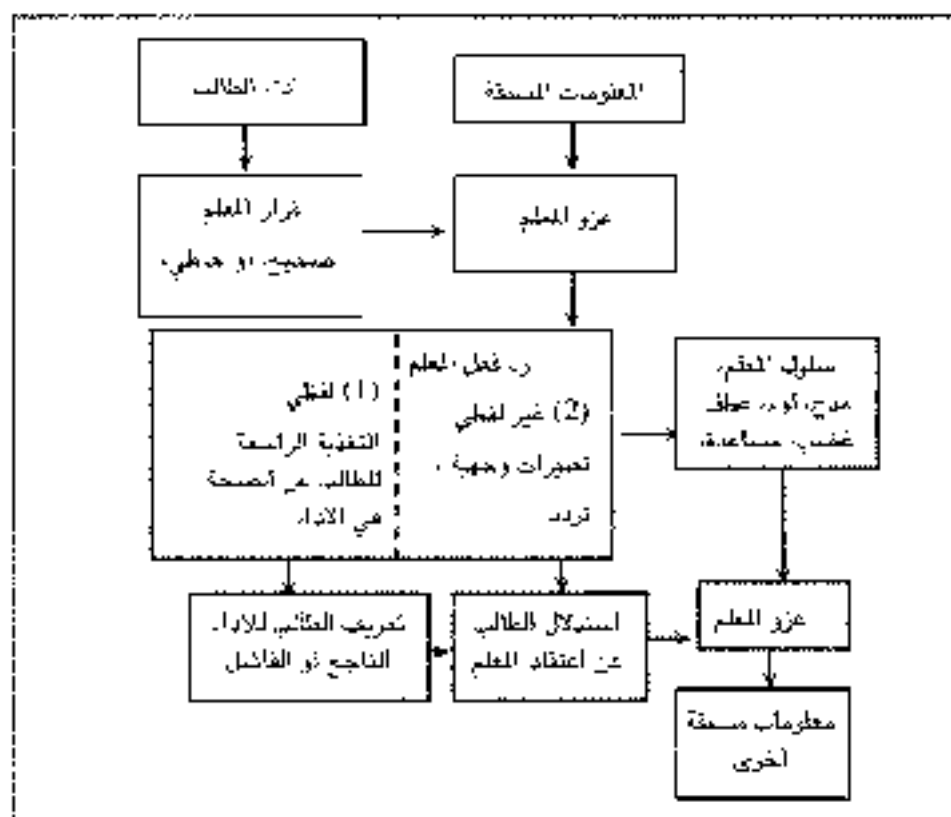 أداء الطالب
المعلومات المسبقة
قرار المعلم
صحيح، أو خاطئ،
عزو المعلم
رد فعل المعلم
(1) لفظي
التغذية الراجعة
للطالب عن
في الأداء
(2) غير لفظي
تعبيرات وجهية ،
تردد
سلوك المعلم،
مدح، لوم، عطف
غضب، مساعدة،
تعريف الطالب للأداء
الناجح أو الفاشل
استدلال الطالب
عن اعتقاد المعلم
عزو المعلم
معلومات مسبقة
أخرى